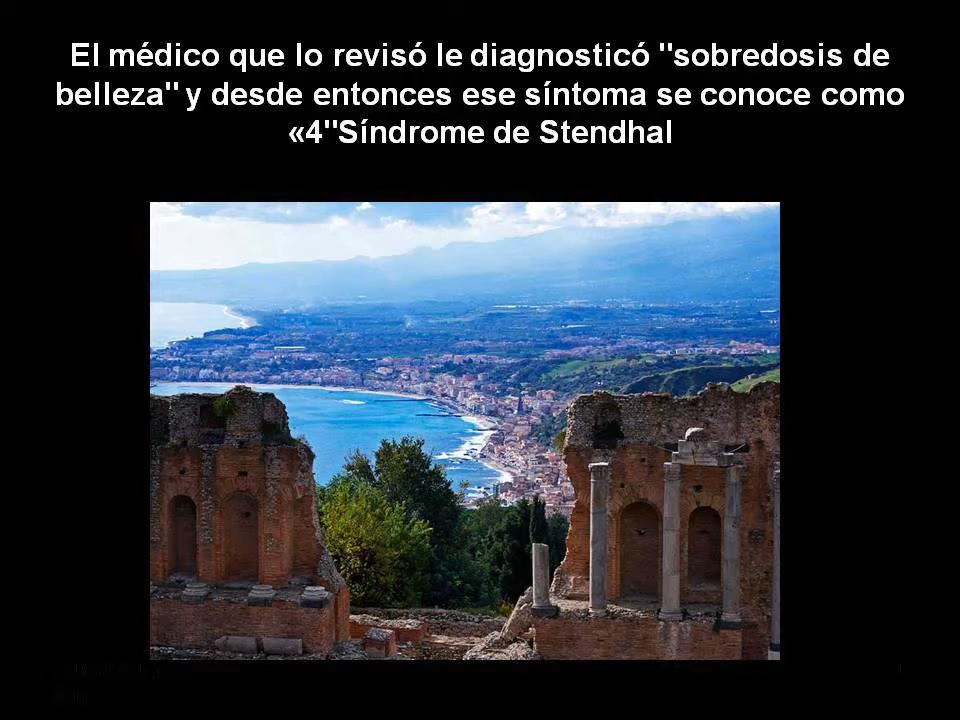 El médico que lo revisó le diagnosticó "sobredosis de
belleza" y desde entonces ese síntoma se conoce como
«4"Síndrome de Stendhal